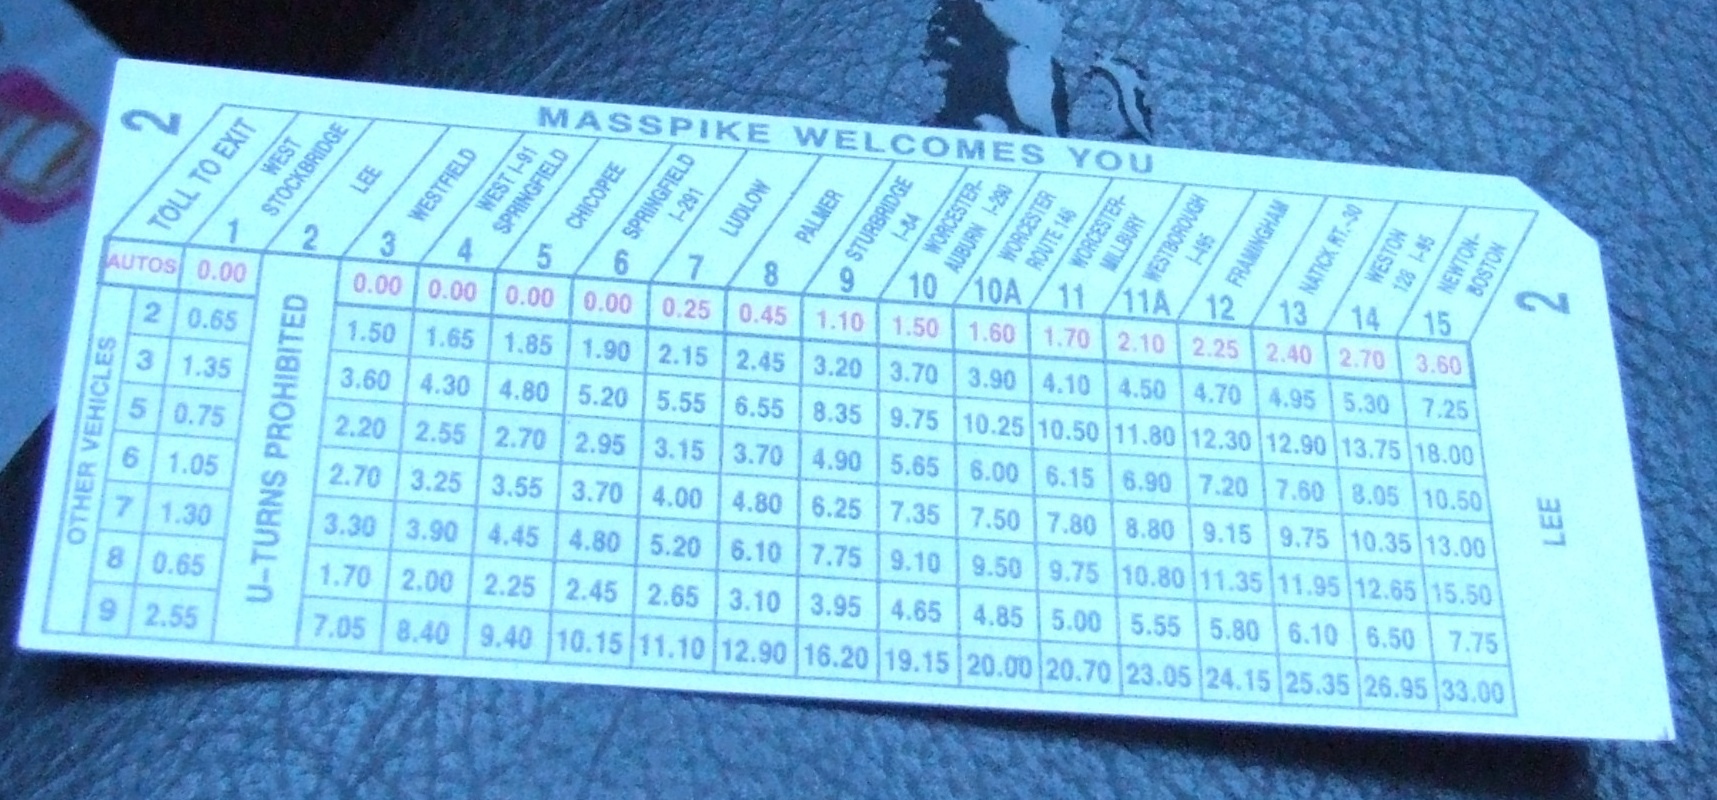 MASSPIKE WELCOMES YOU
2
TOLL TO EXIT
WEST STOCKBRIDGE
LEE
WESTFIELD
WEST I-91 SPRINGFIELD
CHICOPEE
SPRINGFIELD I-291
LUDLOW
PALMER
STURBRIDGE I-84
WORCESTER-AUBURN I-290
WORCESTER ROUTE 146
WORCESTER-MILLBURY
WESTBOROUGH I-495
FRAMINGHAM
NATICK RT.-30
WESTON 128 I-95
NEWTON-BOSTON
1 2 3 4 5 6 7 8 9 10 10A 11 11A 12 13 14 15
AUTOS 0.00 0.00 0.00 0.00 0.00 0.25 0.45 1.10 1.50 1.60 1.70 2.10 2.25 2.40 2.70 3.60
OTHER VEHICLES
U-TURNS PROHIBITED
2 0.65 1.50 1.65 1.85 1.90 2.15 2.45 3.20 3.70 3.90 4.10 4.50 4.70 4.95 5.30 7.25
3 1.35 3.60 4.30 4.80 5.20 5.55 6.55 8.35 9.75 10.25 10.50 11.80 12.30 12.90 13.75 18.00
5 0.75 2.20 2.55 2.70 2.95 3.15 3.70 4.90 5.65 6.00 6.15 6.90 7.20 7.60 8.05 10.50
6 1.05 2.70 3.25 3.55 3.70 4.00 4.80 6.25 7.35 7.50 7.80 8.80 9.15 9.75 10.35 13.00
7 1.30 3.30 3.90 4.45 4.80 5.20 6.10 7.75 9.10 9.50 9.75 10.80 11.35 11.95 12.65 15.50
8 0.65 1.70 2.00 2.25 2.45 2.65 3.10 3.95 4.65 4.85 5.00 5.55 5.80 6.10 6.50 7.75
9 2.55 7.05 8.40 9.40 10.15 11.10 12.90 16.20 19.15 20.00 20.70 23.05 24.15 25.35 26.95 33.00
2
LEE